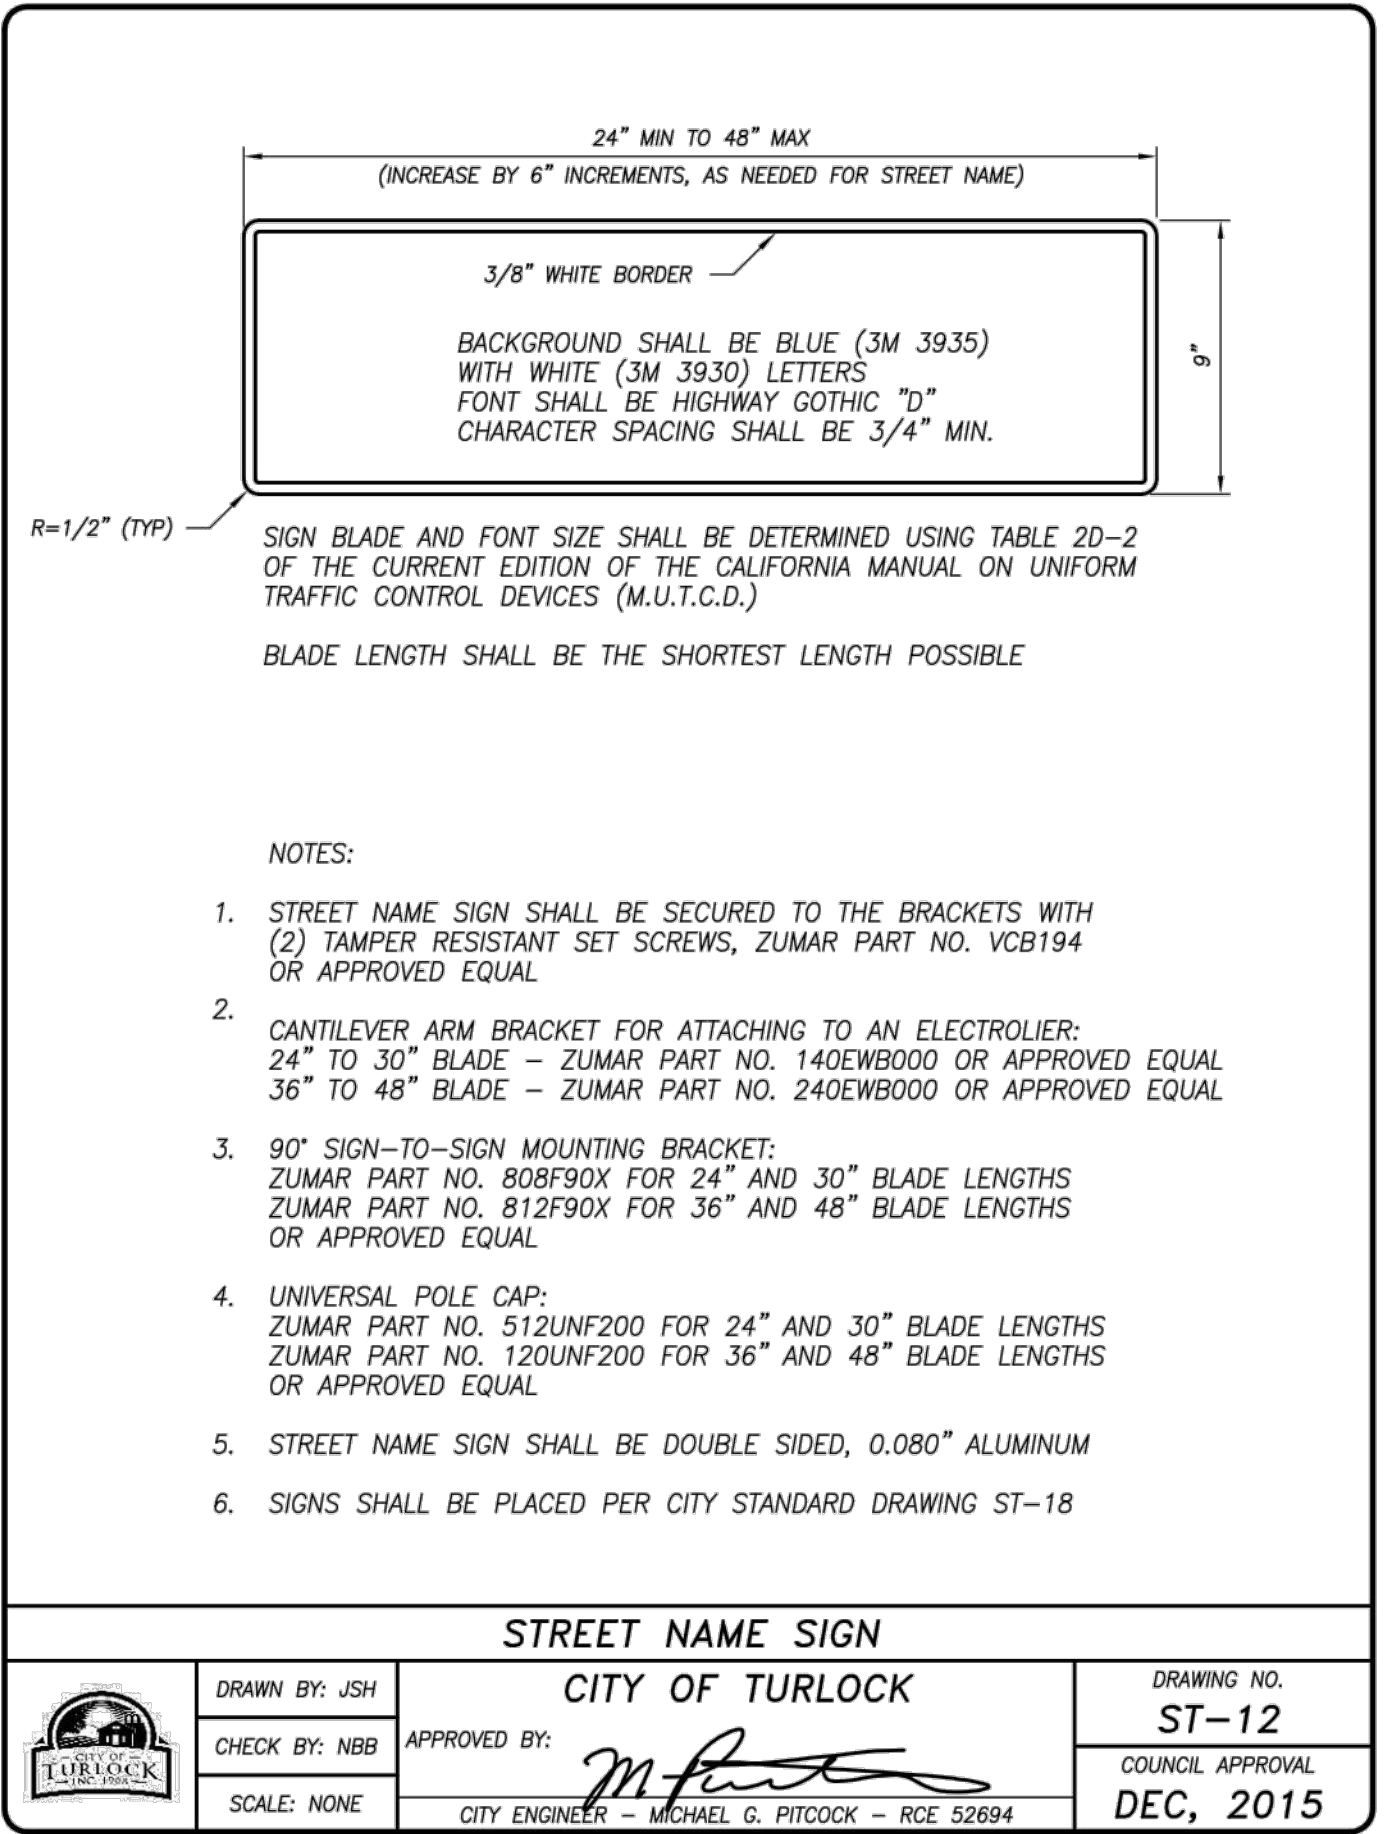 24" MIN TO 48" MAX
(INCREASE BY 6" INCREMENTS, AS NEEDED FOR STREET NAME)
3/8" WHITE BORDER
BACKGROUND SHALL BE BLUE (3M 3935)
WITH WHITE (3M 3930) LETTERS
FONT SHALL BE HIGHWAY GOTHIC "D"
CHARACTER SPACING SHALL BE 3/4" MIN.
9"
R=1/2" (TYP)
SIGN BLADE AND FONT SIZE SHALL BE DETERMINED USING TABLE 2D-2
OF THE CURRENT EDITION OF THE CALIFORNIA MANUAL ON UNIFORM
TRAFFIC CONTROL DEVICES (M.U.T.C.D.)
BLADE LENGTH SHALL BE THE SHORTEST LENGTH POSSIBLE
NOTES:
1. STREET NAME SIGN SHALL BE SECURED TO THE BRACKETS WITH
(2) TAMPER RESISTANT SET SCREWS, ZUMAR PART NO. VCB194
OR APPROVED EQUAL
2.
CANTILEVER ARM BRACKET FOR ATTACHING TO AN ELECTROLIER:
24" TO 30" BLADE - ZUMAR PART NO. 140EWB000 OR APPROVED EQUAL
36" TO 48" BLADE - ZUMAR PART NO. 240EWB000 OR APPROVED EQUAL
3. 90° SIGN-TO-SIGN MOUNTING BRACKET:
ZUMAR PART NO. 808F90X FOR 24" AND 30" BLADE LENGTHS
ZUMAR PART NO. 812F90X FOR 36" AND 48" BLADE LENGTHS
OR APPROVED EQUAL
4. UNIVERSAL POLE CAP:
ZUMAR PART NO. 512UNF200 FOR 24" AND 30" BLADE LENGTHS
ZUMAR PART NO. 120UNF200 FOR 36" AND 48" BLADE LENGTHS
OR APPROVED EQUAL
5. STREET NAME SIGN SHALL BE DOUBLE SIDED, 0.080" ALUMINUM
6. SIGNS SHALL BE PLACED PER CITY STANDARD DRAWING ST-18
STREET NAME SIGN
CITY OF
TURLOCK
INC. 1908
DRAWN BY: JSH
CHECK BY: NBB
SCALE: NONE
CITY OF TURLOCK
APPROVED BY:
CITY ENGINEER - MICHAEL G. PITCOCK - RCE 52694
DRAWING NO.
ST-12
COUNCIL APPROVAL
DEC, 2015